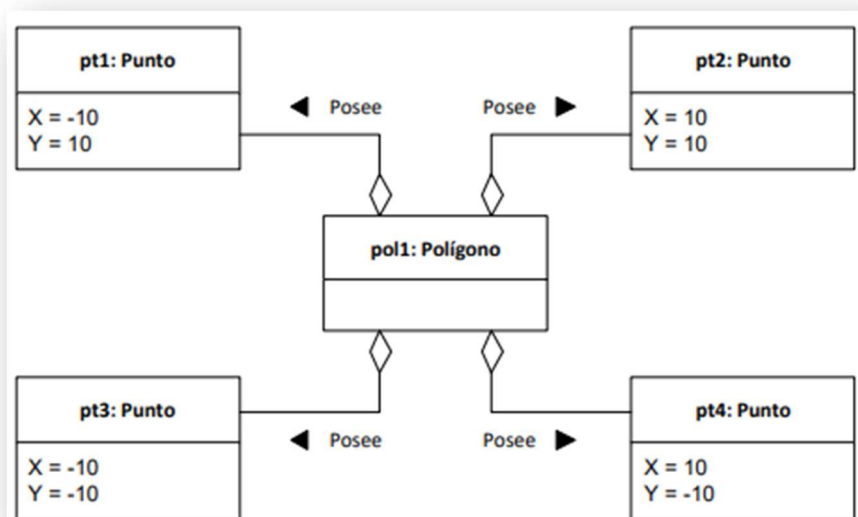 pt1: Punto
X = -10
Y = 10
◄ Posee
Posee ►
pt2: Punto
X = 10
Y = 10
pol1: Polígono
pt3: Punto
X = -10
Y = -10
◄ Posee
Posee ►
pt4: Punto
X = 10
Y = -10